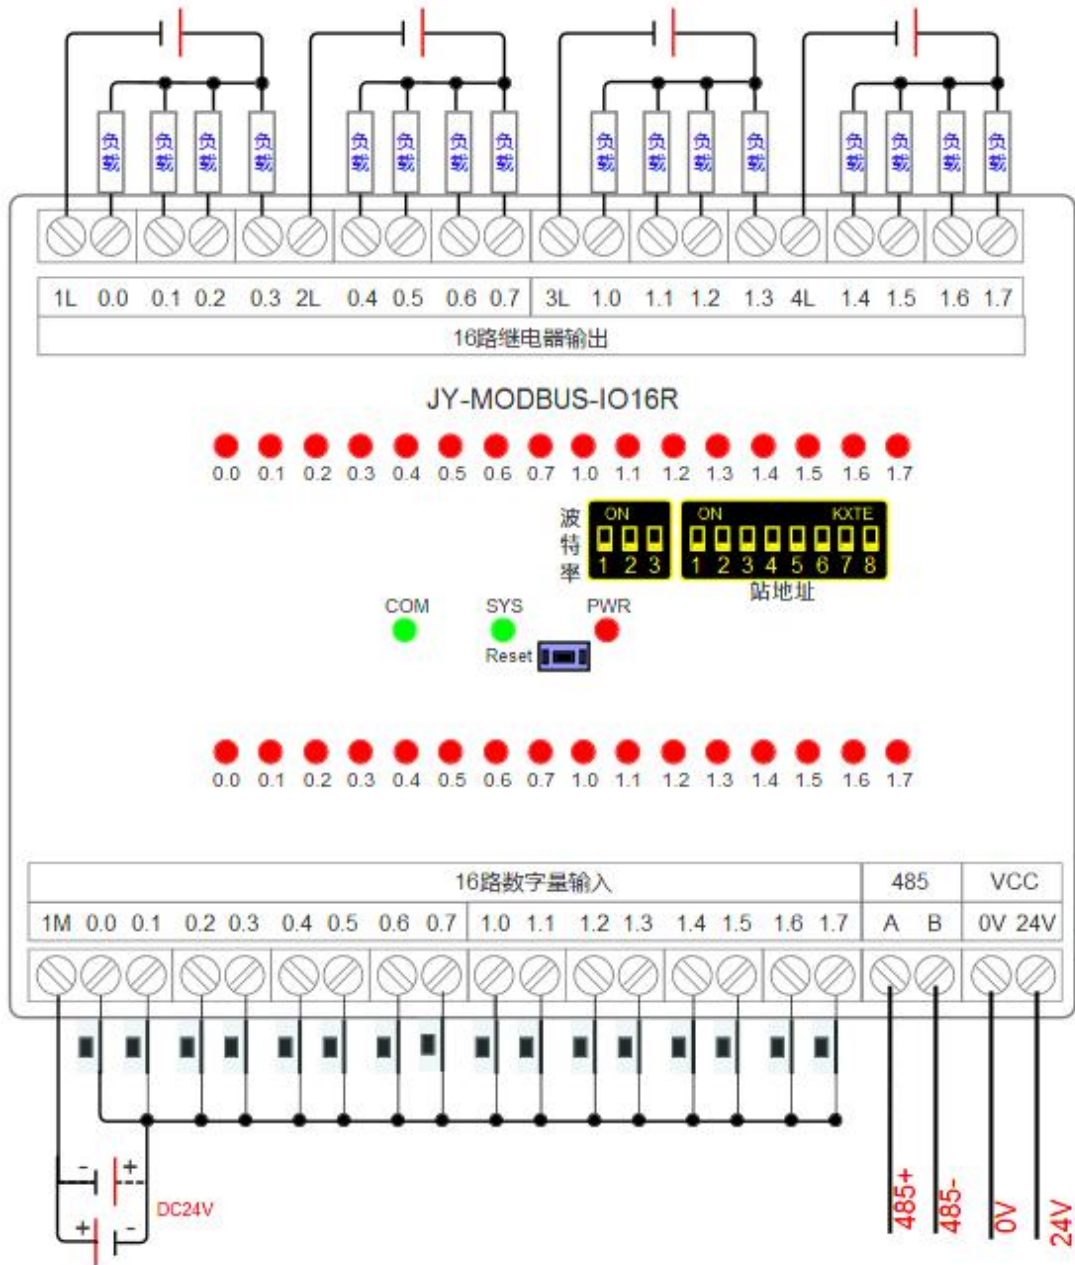 负载 负载 负载 负载 负载 负载 负载 负载 负载 负载 负载 负载 负载 负载 负载 负载
1L 0.0 0.1 0.2 0.3 2L 0.4 0.5 0.6 0.7 3L 1.0 1.1 1.2 1.3 4L 1.4 1.5 1.6 1.7
16路继电器输出
JY-MODBUS-IO16R
0.0 0.1 0.2 0.3 0.4 0.5 0.6 0.7 1.0 1.1 1.2 1.3 1.4 1.5 1.6 1.7
波特率
ON
1 2 3
ON KXTE
1 2 3 4 5 6 7 8
站地址
COM SYS PWR
Reset
0.0 0.1 0.2 0.3 0.4 0.5 0.6 0.7 1.0 1.1 1.2 1.3 1.4 1.5 1.6 1.7
16路数字量输入 485 VCC
1M 0.0 0.1 0.2 0.3 0.4 0.5 0.6 0.7 1.0 1.1 1.2 1.3 1.4 1.5 1.6 1.7 A B 0V 24V
- +
DC24V
+ -
485+ 485- 0V 24V